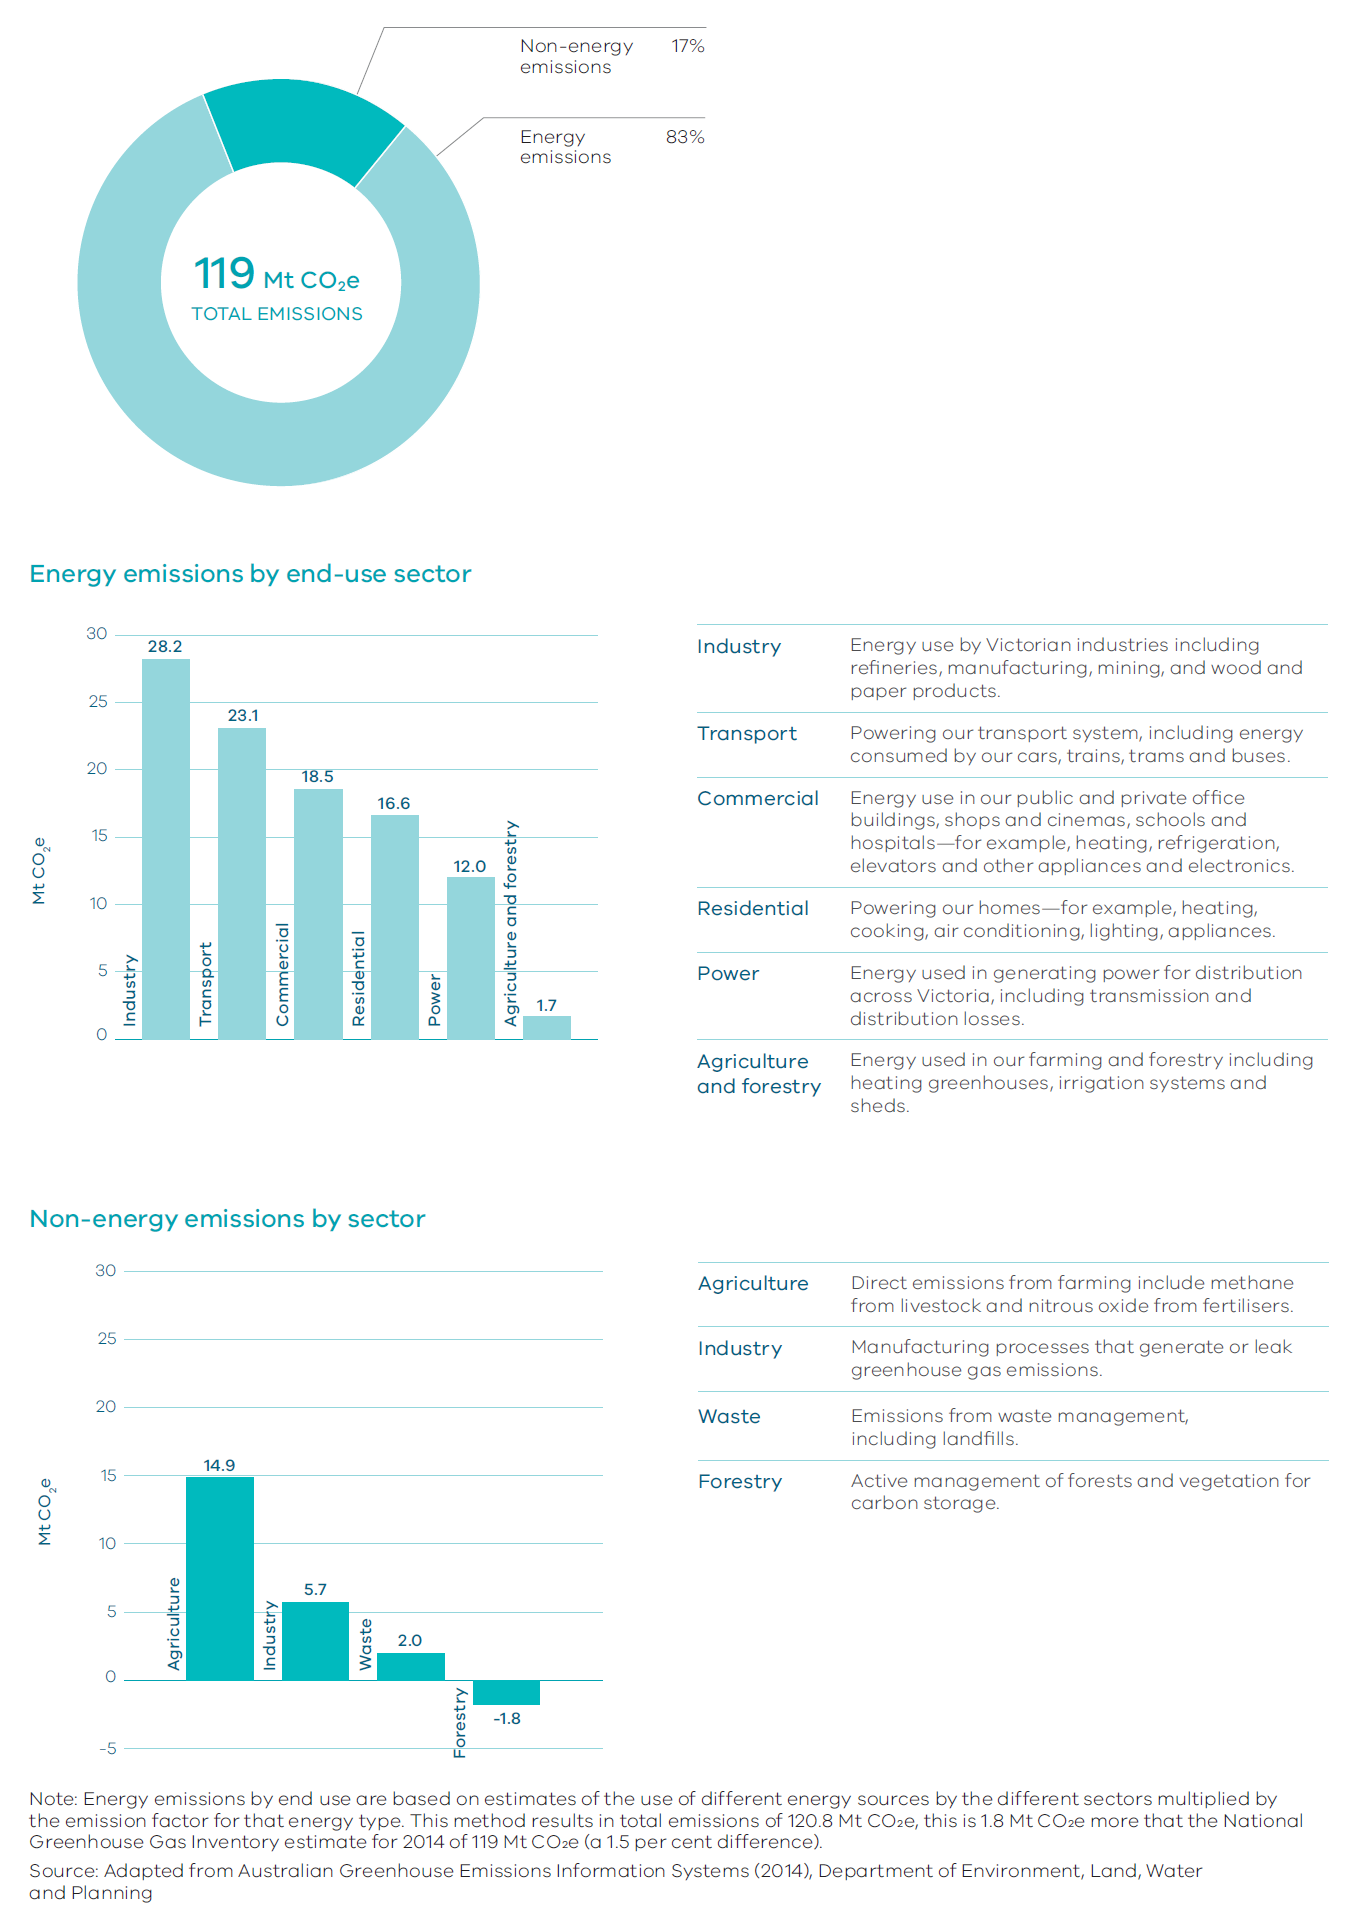 Non-energy 17%
emissions
Energy 83%
emissions
119 Mt CO₂e
TOTAL EMISSIONS
Energy emissions by end-use sector
Mt CO₂e
30
25
20
15
10
5
0
28.2
23.1
18.5
16.6
12.0
1.7
Industry
Transport
Commercial
Residential
Power
Agriculture and forestry
Industry Energy use by Victorian industries including
refineries, manufacturing, mining, and wood and
paper products.
Transport Powering our transport system, including energy
consumed by our cars, trains, trams and buses.
Commercial Energy use in our public and private office
buildings, shops and cinemas, schools and
hospitals—for example, heating, refrigeration,
elevators and other appliances and electronics.
Residential Powering our homes—for example, heating,
cooking, air conditioning, lighting, appliances.
Power Energy used in generating power for distribution
across Victoria, including transmission and
distribution losses.
Agriculture Energy used in our farming and forestry including
and forestry heating greenhouses, irrigation systems and
sheds.
Non-energy emissions by sector
Mt CO₂e
30
25
20
15
10
5
0
-5
14.9
5.7
2.0
-1.8
Agriculture
Industry
Waste
Forestry
Agriculture Direct emissions from farming include methane
from livestock and nitrous oxide from fertilisers.
Industry Manufacturing processes that generate or leak
greenhouse gas emissions.
Waste Emissions from waste management,
including landfills.
Forestry Active management of forests and vegetation for
carbon storage.
Note: Energy emissions by end use are based on estimates of the use of different energy sources by the different sectors multiplied by
the emission factor for that energy type. This method results in total emissions of 120.8 Mt CO₂e, this is 1.8 Mt CO₂e more that the National
Greenhouse Gas Inventory estimate for 2014 of 119 Mt CO₂e (a 1.5 per cent difference).
Source: Adapted from Australian Greenhouse Emissions Information Systems (2014), Department of Environment, Land, Water
and Planning